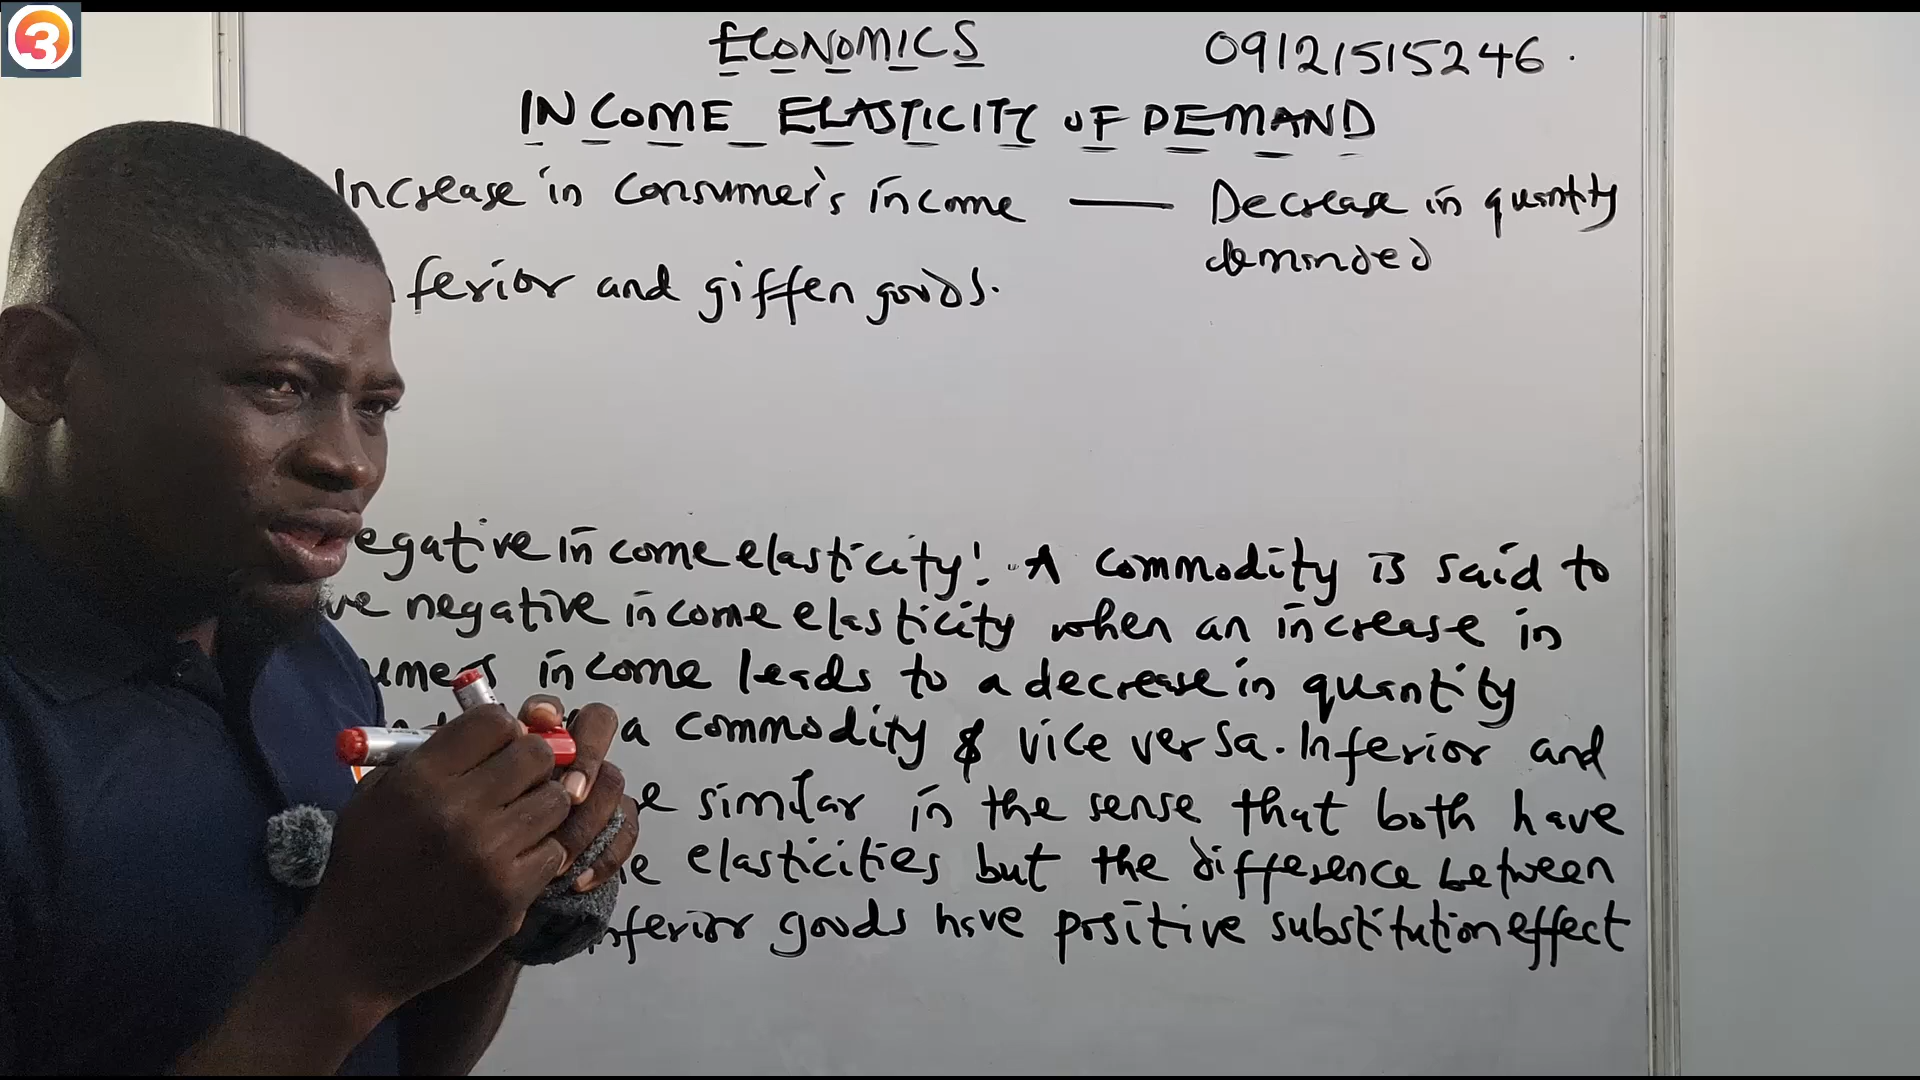 3
ECONOMICS 09121515246.
INCOME ELASTICITY OF DEMAND
Increase in consumer's income — Decrease in quantity
demanded
ferior and giffen goods.
egative income elasticity: A commodity is said to
ve negative income elasticity when an increase in
umers income leads to a decrease in quantity
a commodity & vice versa. Inferior and
e similar in the sense that both have
e elasticities but the difference between
nferior goods have positive substitution effect